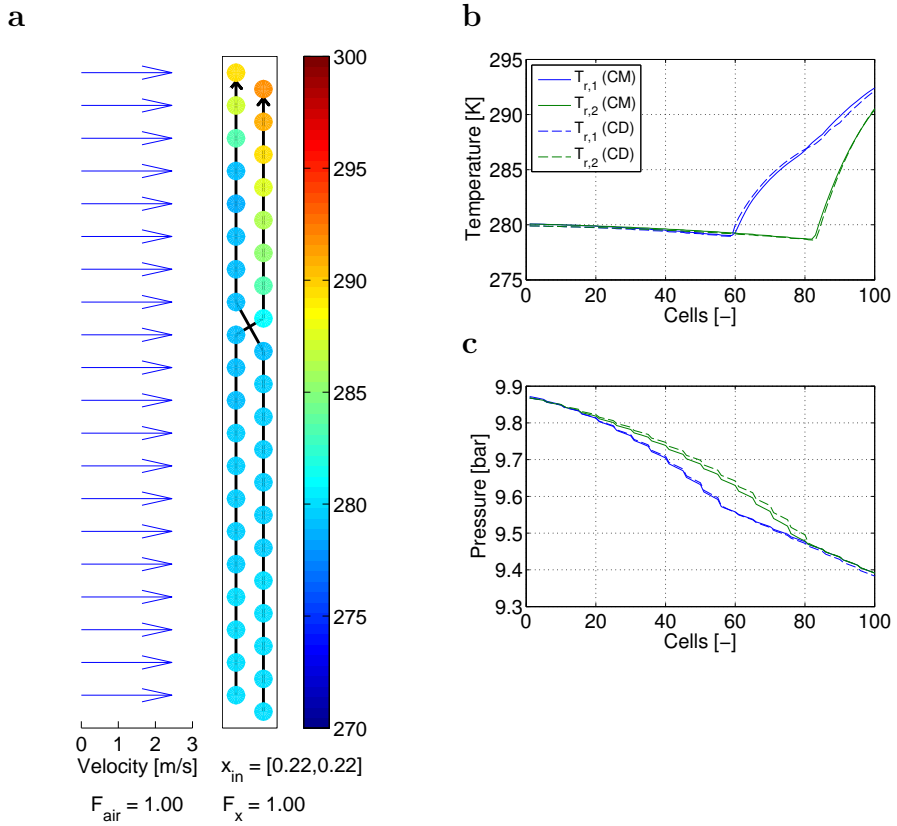 a
300
295
290
285
280
275
270
0 1 2 3
Velocity [m/s]
F_air = 1.00
x_in = [0.22,0.22]
F_x = 1.00
b
295
290
285
280
275
Temperature [K]
T_r,1 (CM)
T_r,2 (CM)
T_r,1 (CD)
T_r,2 (CD)
0 20 40 60 80 100
Cells [–]
c
9.9
9.8
9.7
9.6
9.5
9.4
9.3
Pressure [bar]
0 20 40 60 80 100
Cells [–]